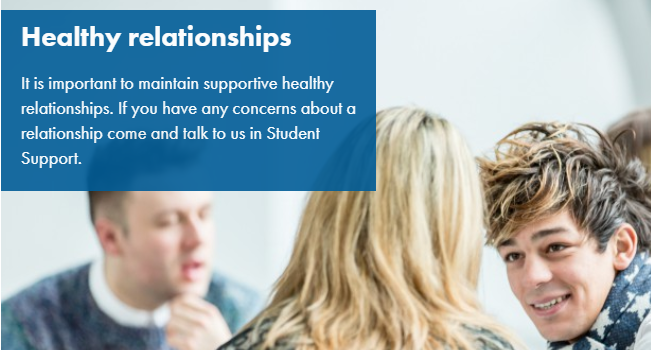 Healthy relationships
It is important to maintain supportive healthy
relationships. If you have any concerns about a
relationship come and talk to us in Student
Support.